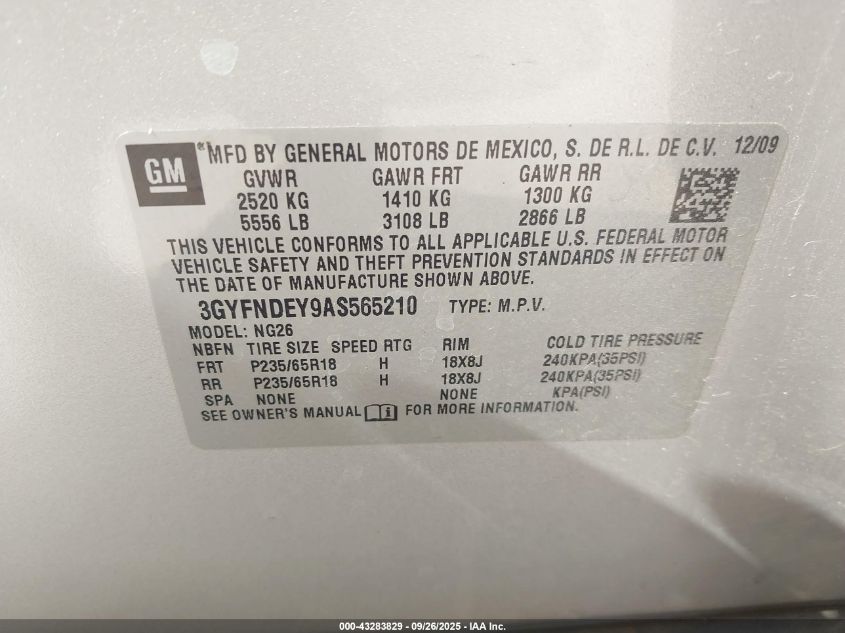 GM
*MFD BY GENERAL MOTORS DE MEXICO, S. DE R.L. DE C.V. 12/09
GVWR GAWR FRT GAWR RR
2520 KG 1410 KG 1300 KG
5556 LB 3108 LB 2866 LB
THIS VEHICLE CONFORMS TO ALL APPLICABLE U.S. FEDERAL MOTOR
VEHICLE SAFETY AND THEFT PREVENTION STANDARDS IN EFFECT ON
THE DATE OF MANUFACTURE SHOWN ABOVE.
3GYFNDEY9AS565210 TYPE: M.P.V.
MODEL: NG26
NBFN TIRE SIZE SPEED RTG RIM COLD TIRE PRESSURE
FRT P235/65R18 H 18X8J 240KPA(35PSI)
RR P235/65R18 H 18X8J 240KPA(35PSI)
SPA NONE NONE KPA(PSI)
SEE OWNER'S MANUAL FOR MORE INFORMATION.
000-43283829 - 09/26/2025 - IAA Inc.